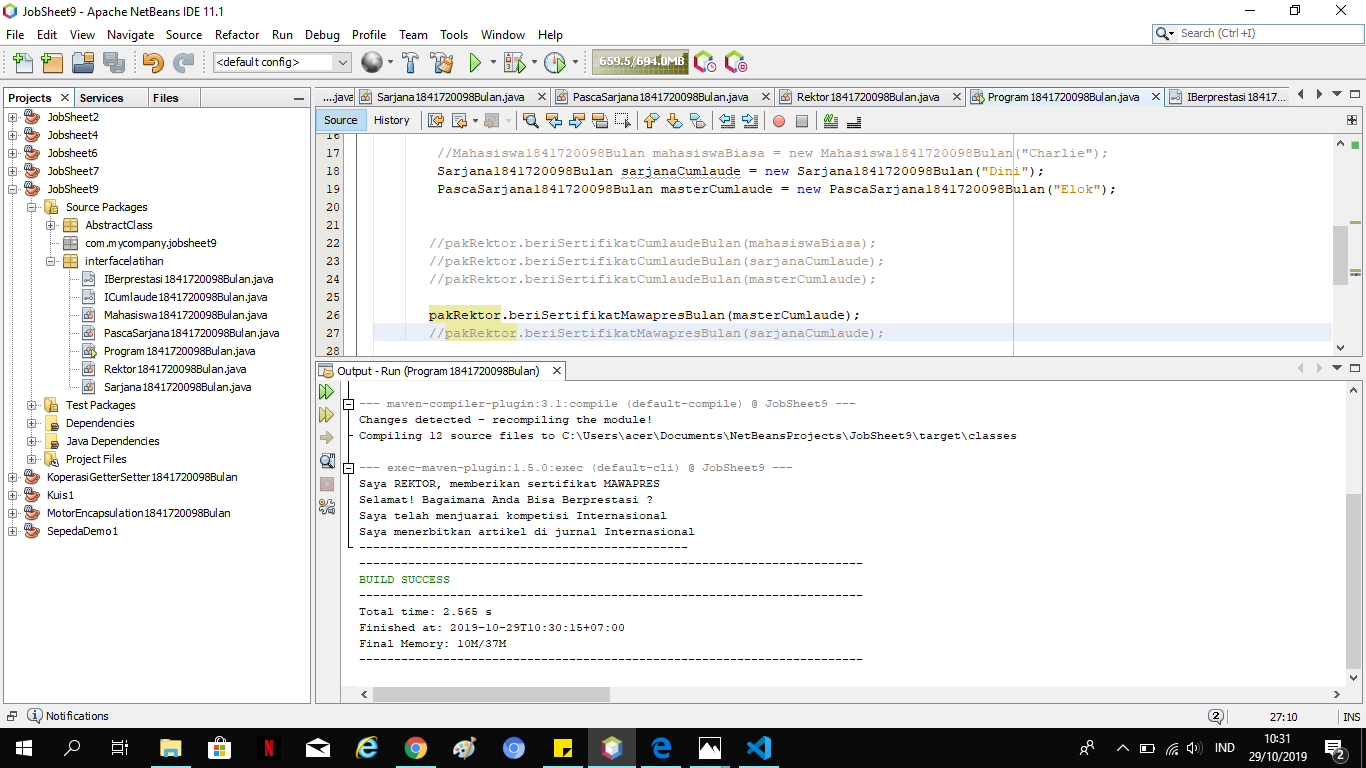 JobSheet9 - Apache NetBeans IDE 11.1
File Edit View Navigate Source Refactor Run Debug Profile Team Tools Window Help
Search (Ctrl+I)
<default config>
659.5/694.0MB
Projects Services Files
JobSheet2
Jobsheet4
Jobsheet6
JobSheet7
JobSheet9
Source Packages
AbstractClass
com.mycompany.jobsheet9
interfacelatihan
IBerprestasi1841720098Bulan.java
ICumlaude1841720098Bulan.java
Mahasiswa1841720098Bulan.java
PascaSarjana1841720098Bulan.java
Program1841720098Bulan.java
Rektor1841720098Bulan.java
Sarjana1841720098Bulan.java
Test Packages
Dependencies
Java Dependencies
Project Files
KoperasiGetterSetter1841720098Bulan
Kuis1
MotorEncapsulation1841720098Bulan
SepedaDemo1
....java Sarjana1841720098Bulan.java PascaSarjana1841720098Bulan.java Rektor1841720098Bulan.java Program1841720098Bulan.java IBerprestasi18417...
Source History
16
17 //Mahasiswa1841720098Bulan mahasiswaBiasa = new Mahasiswa1841720098Bulan("Charlie");
18 Sarjana1841720098Bulan sarjanaCumlaude = new Sarjana1841720098Bulan("Dini");
19 PascaSarjana1841720098Bulan masterCumlaude = new PascaSarjana1841720098Bulan("Elok");
20
21
22 //pakRektor.beriSertifikatCumlaudeBulan(mahasiswaBiasa);
23 //pakRektor.beriSertifikatCumlaudeBulan(sarjanaCumlaude);
24 //pakRektor.beriSertifikatCumlaudeBulan(masterCumlaude);
25
26 pakRektor.beriSertifikatMawapresBulan(masterCumlaude);
27 //pakRektor.beriSertifikatMawapresBulan(sarjanaCumlaude);
28
Output - Run (Program1841720098Bulan)
--- maven-compiler-plugin:3.1:compile (default-compile) @ JobSheet9 ---
Changes detected - recompiling the module!
Compiling 12 source files to C:\Users\acer\Documents\NetBeansProjects\JobSheet9\target\classes
--- exec-maven-plugin:1.5.0:exec (default-cli) @ JobSheet9 ---
Saya REKTOR, memberikan sertifikat MAWAPRES
Selamat! Bagaimana Anda Bisa Berprestasi ?
Saya telah menjuarai kompetisi Internasional
Saya menerbitkan artikel di jurnal Internasional
-----------------------------------------------
------------------------------------------------------------------------
BUILD SUCCESS
------------------------------------------------------------------------
Total time: 2.565 s
Finished at: 2019-10-29T10:30:15+07:00
Final Memory: 10M/37M
------------------------------------------------------------------------
Notifications
2
27:10
INS
IND
10:31
29/10/2019
2